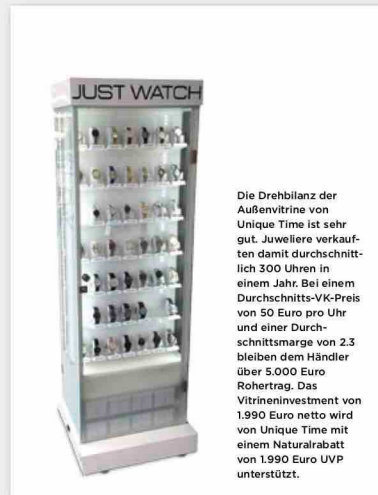 JUST WATCH
Die Drehbilanz der
Außenvitrine von
Unique Time ist sehr
gut. Juweliere verkauf-
ten damit durchschnitt-
lich 300 Uhren in
einem Jahr. Bei einem
Durchschnitts-VK-Preis
von 50 Euro pro Uhr
und einer Durch-
schnittsmarge von 2.3
bleiben dem Händler
über 5.000 Euro
Rohertrag. Das
Vitrineninvestment von
1.990 Euro netto wird
von Unique Time mit
einem Naturalrabatt
von 1.990 Euro UVP
unterstützt.